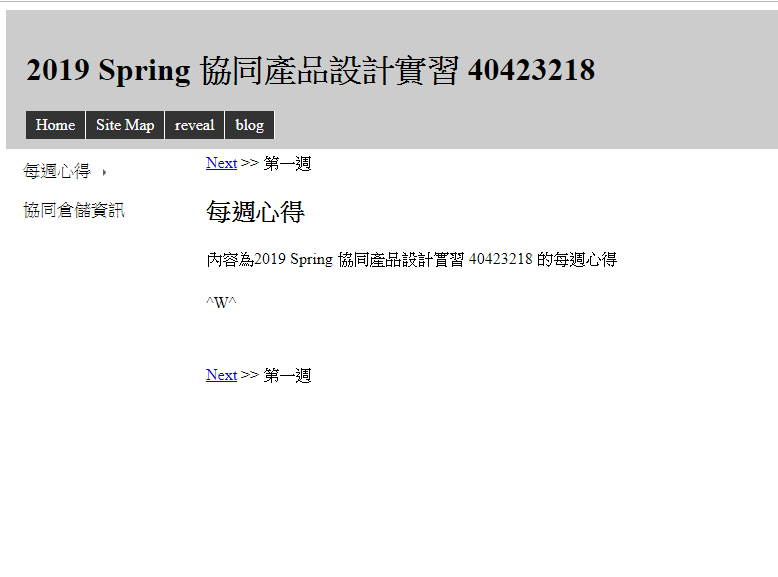 2019 Spring 協同產品設計實習 40423218
Home Site Map reveal blog
每週心得
協同倉儲資訊
Next >> 第一週
每週心得
內容為2019 Spring 協同產品設計實習 40423218 的每週心得
^W^
Next >> 第一週